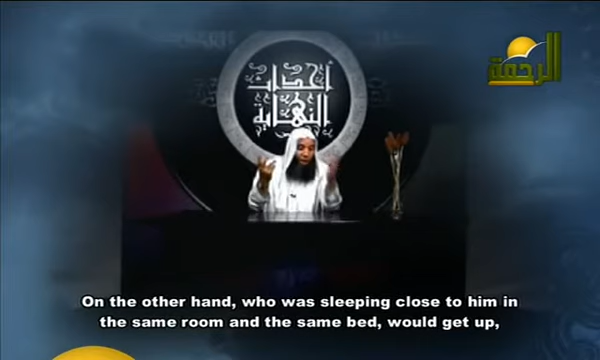 الرحمة
أحداث
النهاية
On the other hand, who was sleeping close to him in
the same room and the same bed, would get up,